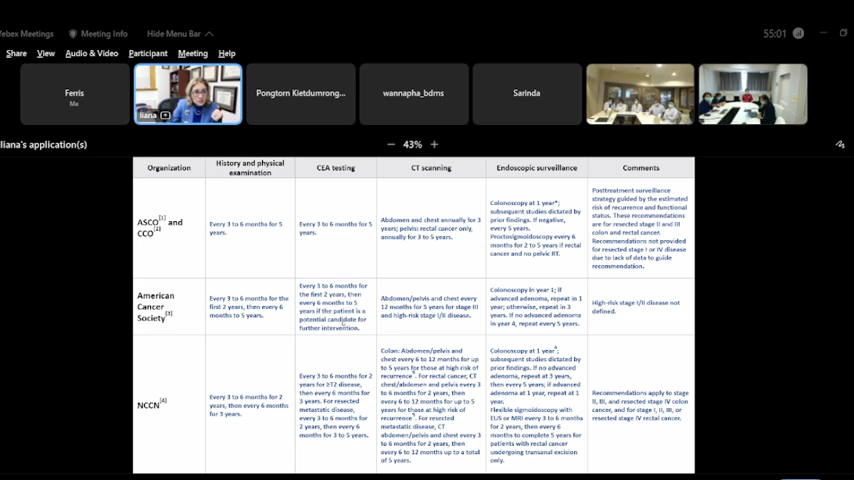 ebex Meetings
Meeting Info
Hide Menu Bar
55:01
Share View Audio & Video Participant Meeting Help
Ferris
Me
liana
Pongtorn Kietdumrong...
wannapha_bdms
Sarinda
liana's application(s)
43%
Organization
History and physical
examination
CEA testing
CT scanning
Endoscopic surveillance
Comments
ASCO[1] and
CCO[2]
Every 3 to 6 months for 5
years.
Every 3 to 6 months for 5
years.
Abdomen and chest annually for 3
years; pelvis: rectal cancer only,
annually for 3 to 5 years.
Colonoscopy at 1 year*;
subsequent studies dictated by
prior findings. If negative,
every 5 years.
Proctosigmoidoscopy every 6
months for 2 to 5 years if rectal
cancer and no pelvic RT.
Posttreatment surveillance
strategy guided by the estimated
risk of recurrence and functional
status. These recommendations
are for resected stage II and III
colon and rectal cancer.
Recommendations not provided
for resected stage I or IV disease
due to lack of data to guide
recommendation.
American
Cancer
Society[3]
Every 3 to 6 months for the
first 2 years, then every 6
months to 5 years.
Every 3 to 6 months for
the first 2 years, then
every 6 months to 5
years if the patient is a
potential candidate for
further intervention.
Abdomen/pelvis and chest every
12 months for 5 years for stage III
and high-risk stage I/II disease.
Colonoscopy in year 1; if
advanced adenoma, repeat in 1
year; otherwise, repeat in 3
years. If no advanced adenoma
in year 4, repeat every 5 years.
High-risk stage I/II disease not
defined.
NCCN[4]
Every 3 to 6 months for 2
years, then every 6 months
for 3 years.
Every 3 to 6 months for 2
years for ≥T2 disease,
then every 6 months for
3 years. For resected
metastatic disease,
every 3 to 6 months for
2 years, then every 6
months for 3 to 5 years.
Colon: Abdomen/pelvis and
chest every 6 to 12 months for up
to 5 years for those at high risk of
recurrence¶. For rectal cancer, CT
chest/abdomen and pelvis every 3
to 6 months for 2 years, then
every 6 to 12 months for up to 5
years for those at high risk of
recurrence¶. For resected
metastatic disease, CT
abdomen/pelvis and chest every 3
to 6 months for 2 years, then
every 6 to 12 months up to a total
of 5 years.
Colonoscopy at 1 year^;
subsequent studies dictated by
prior findings. If no advanced
adenoma, repeat at 3 years,
then every 5 years; if advanced
adenoma, repeat at 1
year.
Flexible sigmoidoscopy with
EUS or MRI every 3 to 6 months
for 2 years, then every 6
months to complete 5 years for
patients with rectal cancer
undergoing transanal excision
only.
Recommendations apply to stage
II, III, and resected stage IV colon
cancer, and for stage I, II, III, or
resected stage IV rectal cancer.